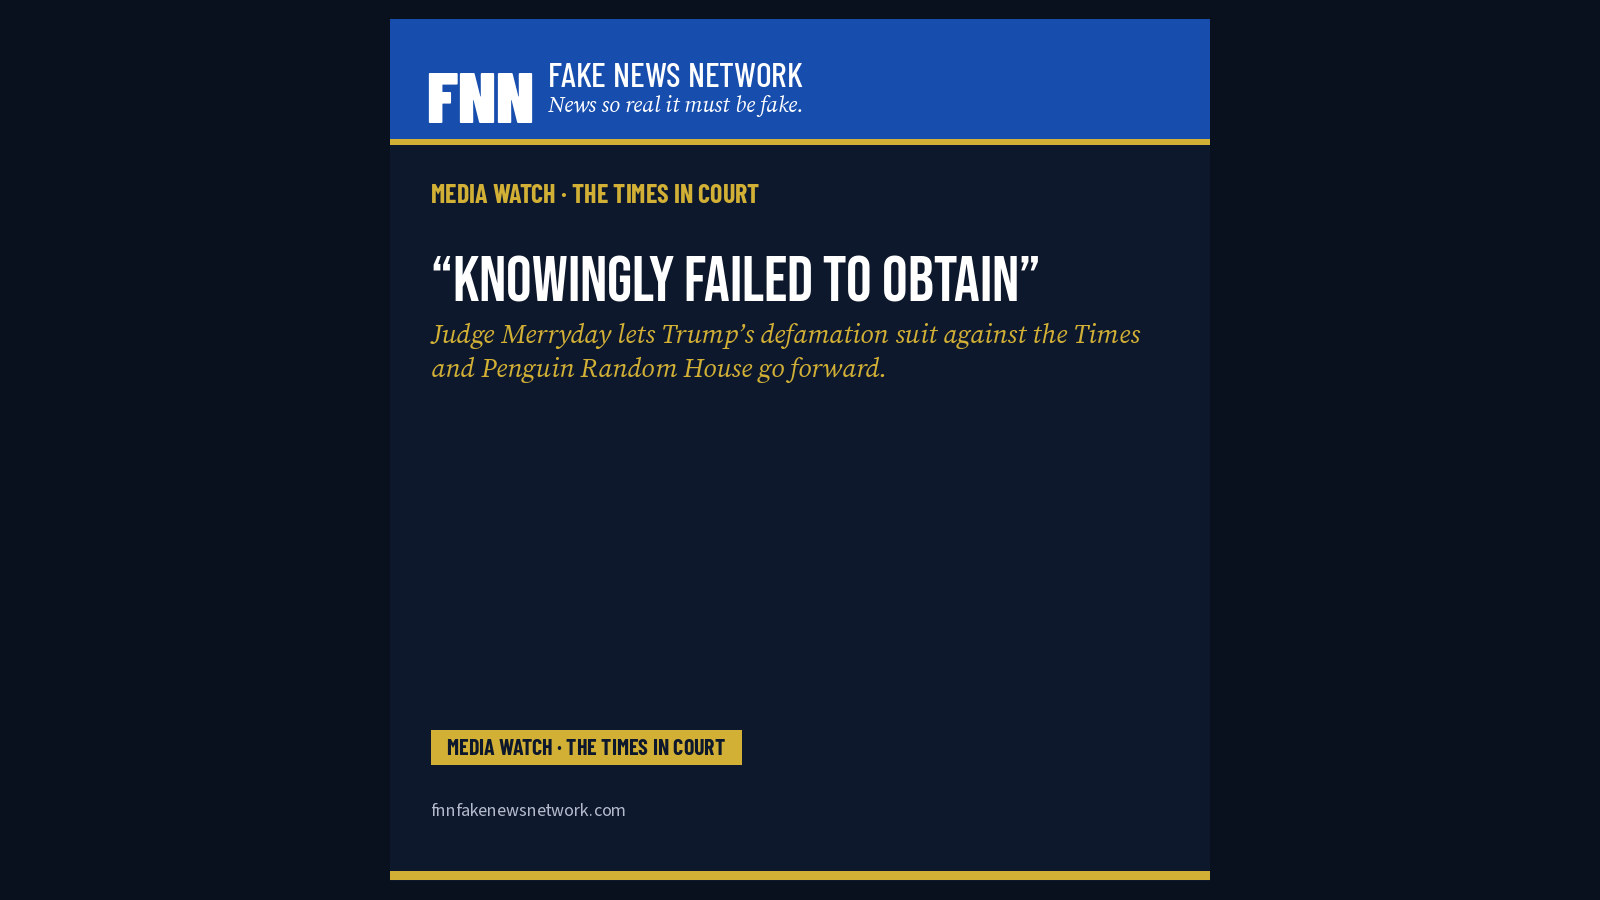 FNN
FAKE NEWS NETWORK
News so real it must be fake.
MEDIA WATCH · THE TIMES IN COURT
“KNOWINGLY FAILED TO OBTAIN”
Judge Merryday lets Trump’s defamation suit against the Times
and Penguin Random House go forward.
MEDIA WATCH · THE TIMES IN COURT
fnnfakenewsnetwork.com